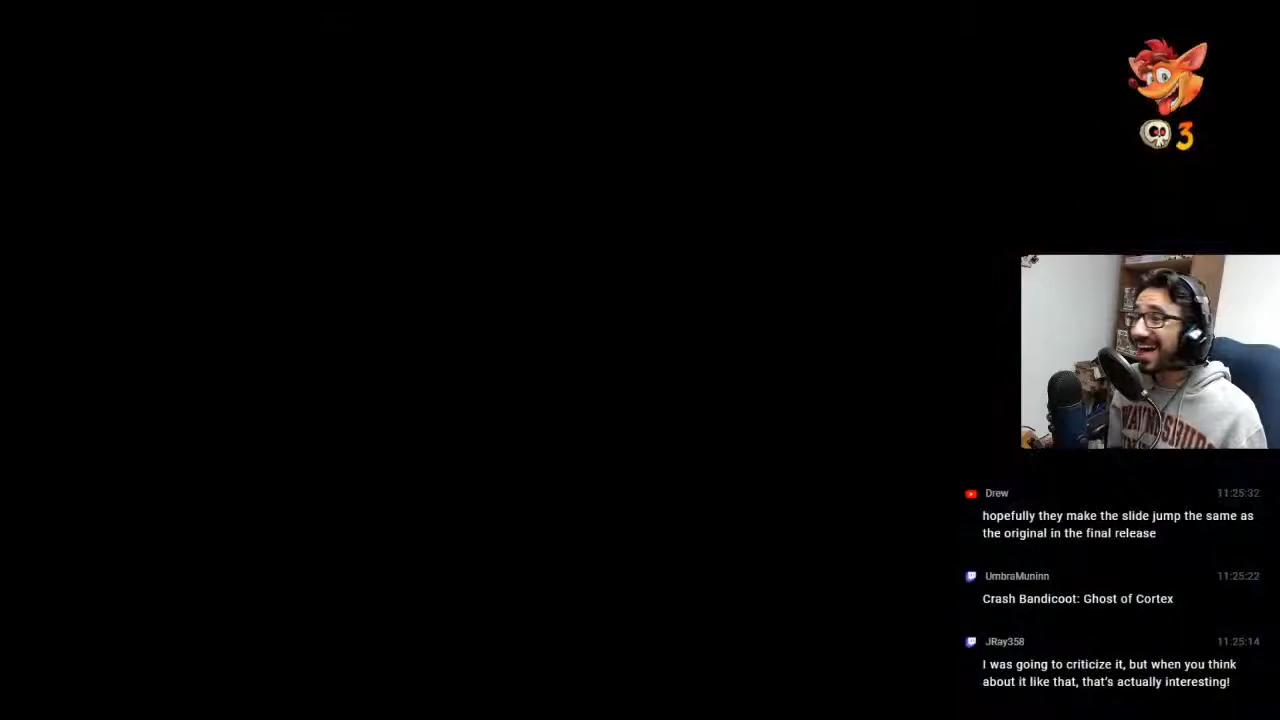 3
Drew 11:25:32
hopefully they make the slide jump the same as
the original in the final release
UmbraMuninn 11:25:22
Crash Bandicoot: Ghost of Cortex
JRay358 11:25:14
I was going to criticize it, but when you think
about it like that, that's actually interesting!